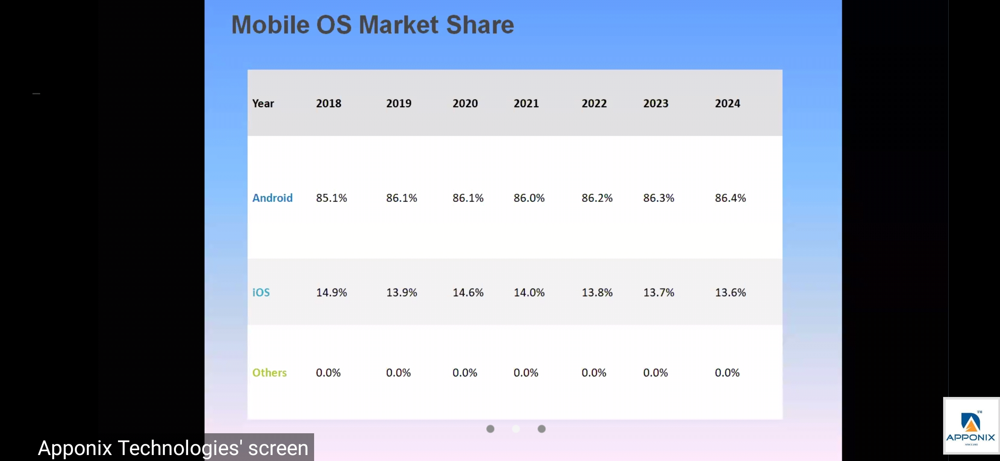 Mobile OS Market Share
Year 2018 2019 2020 2021 2022 2023 2024
Android 85.1% 86.1% 86.1% 86.0% 86.2% 86.3% 86.4%
iOS 14.9% 13.9% 14.6% 14.0% 13.8% 13.7% 13.6%
Others 0.0% 0.0% 0.0% 0.0% 0.0% 0.0% 0.0%
Apponix Technologies' screen
TM
APPONIX